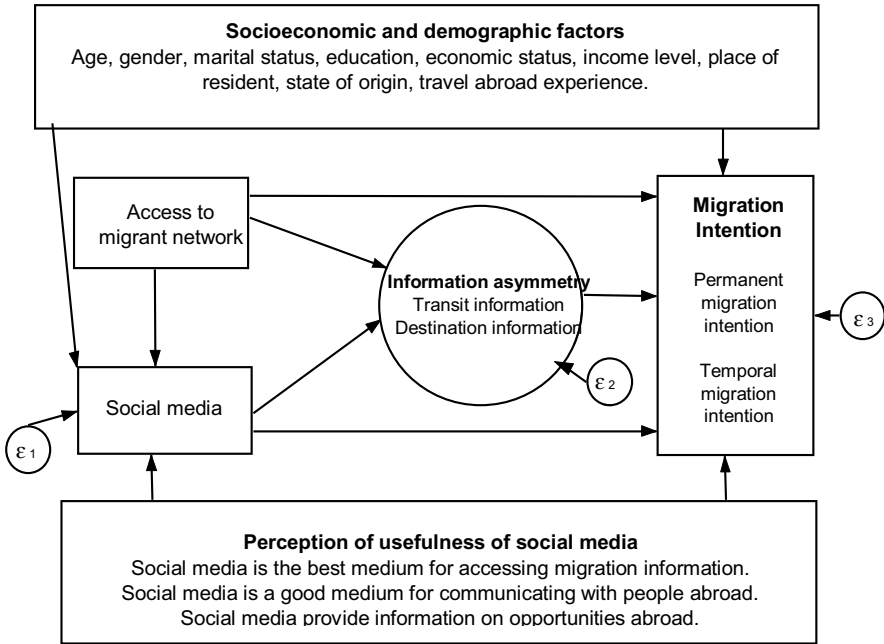 Socioeconomic and demographic factors
Age, gender, marital status, education, economic status, income level, place of
resident, state of origin, travel abroad experience.
Access to
migrant network
Information asymmetry
Transit information
Destination information
Migration
Intention
Permanent
migration
intention
Temporal
migration
intention
ε3
ε2
Social media
ε1
Perception of usefulness of social media
Social media is the best medium for accessing migration information.
Social media is a good medium for communicating with people abroad.
Social media provide information on opportunities abroad.